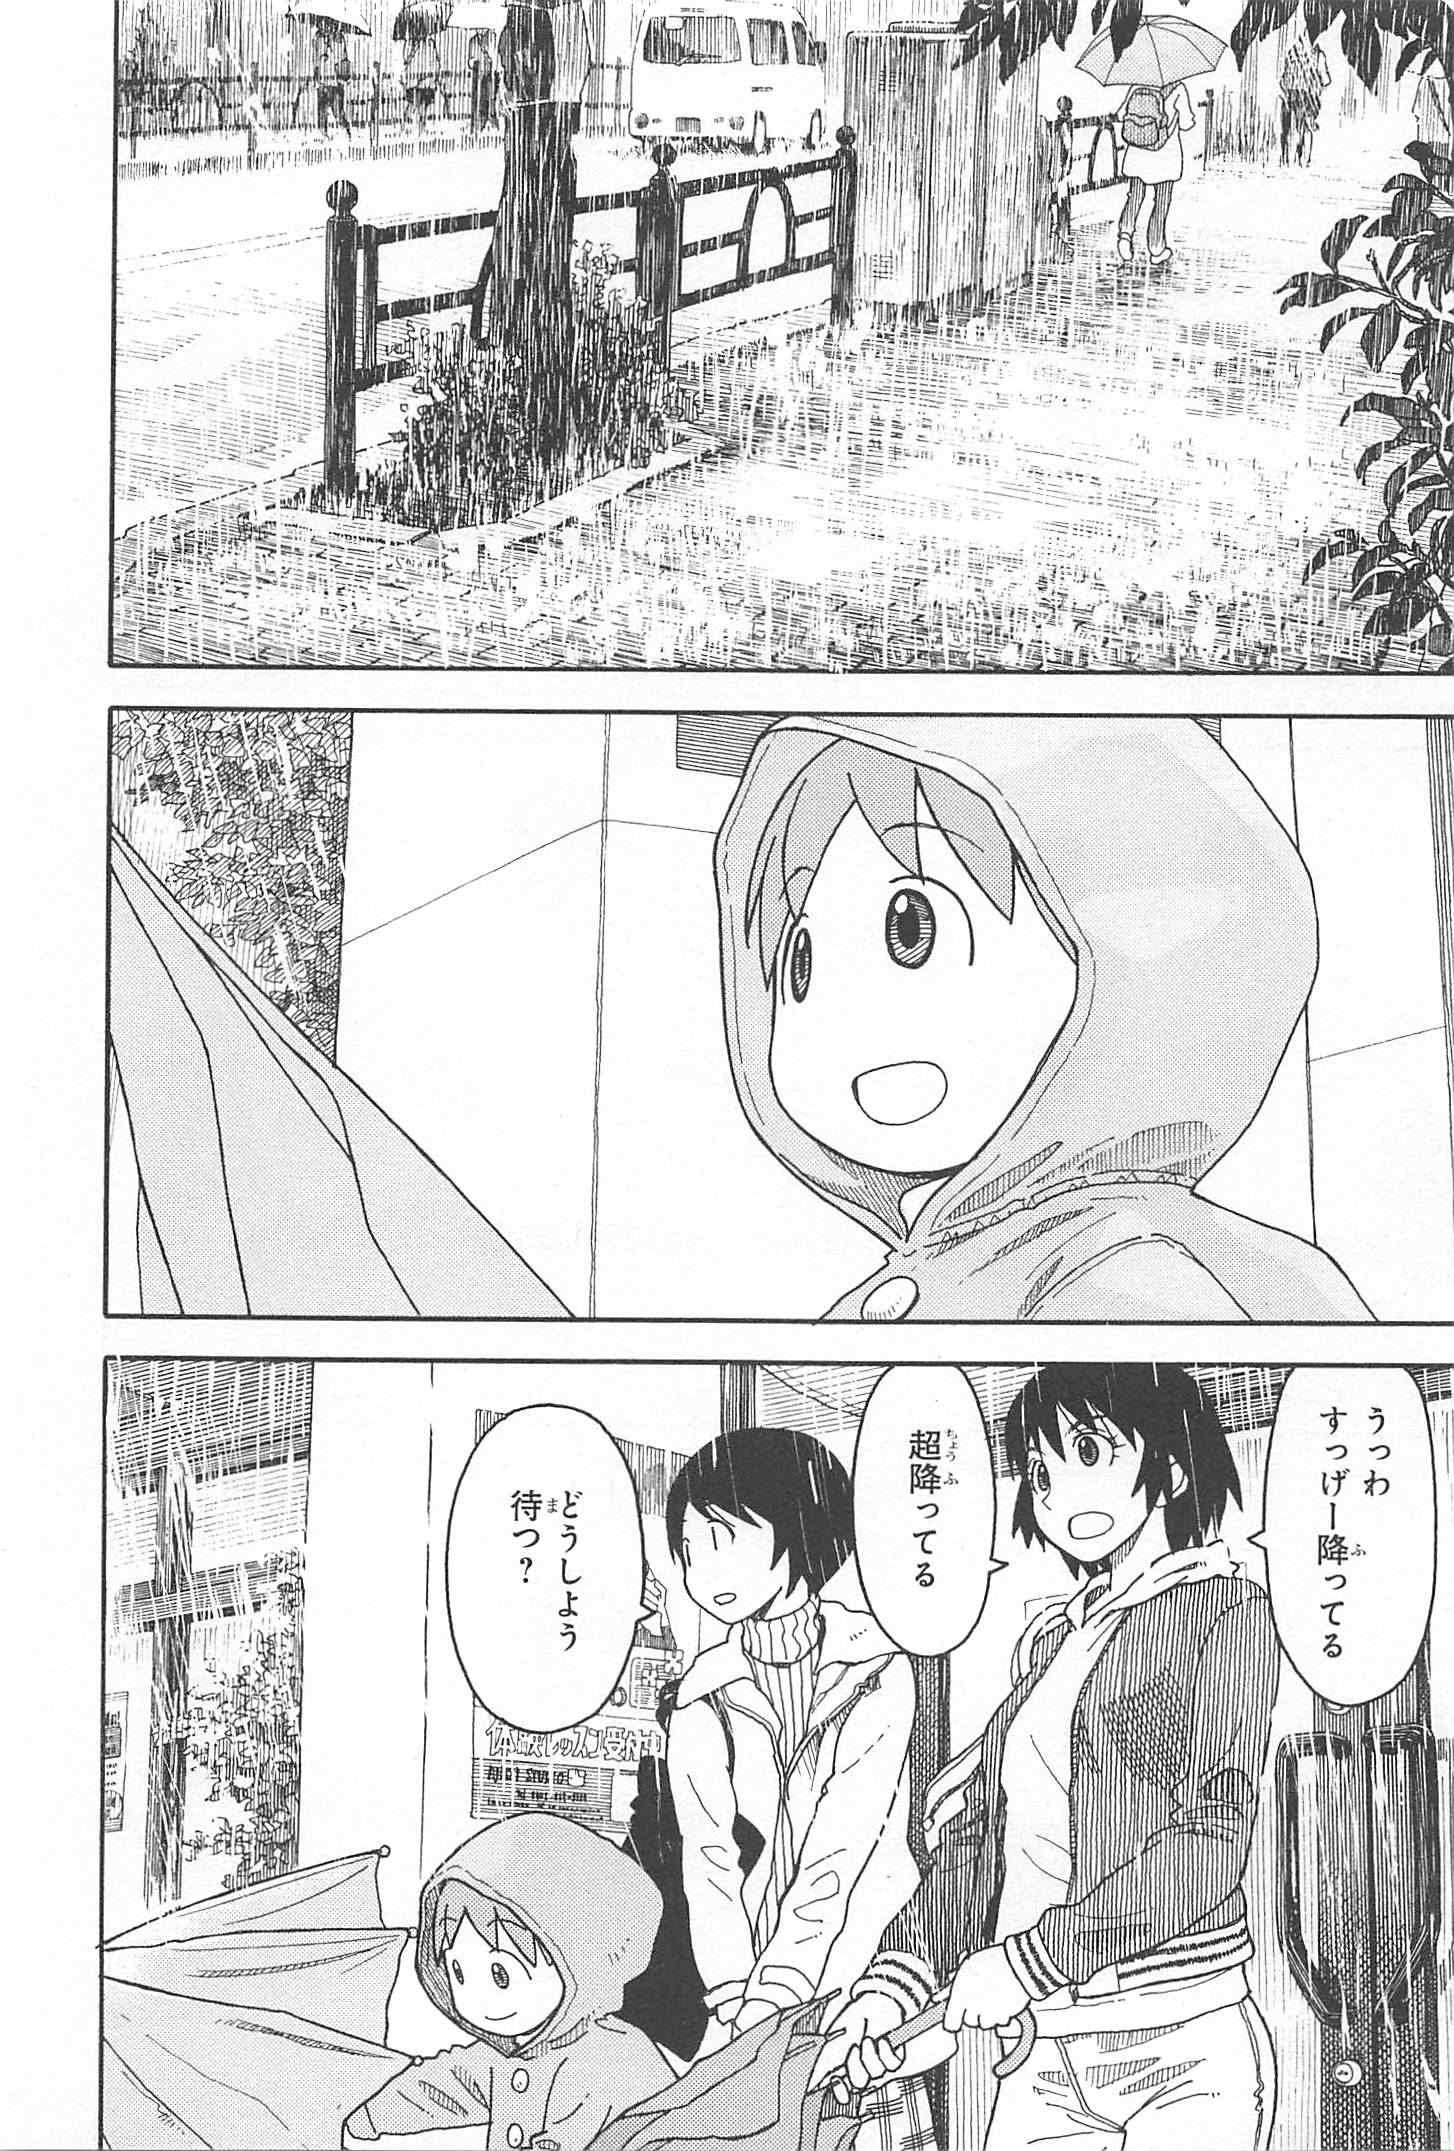 うっわ
すっげー降ってる
超降ってる
どうしよう
待つ?
体験レッスン受付中